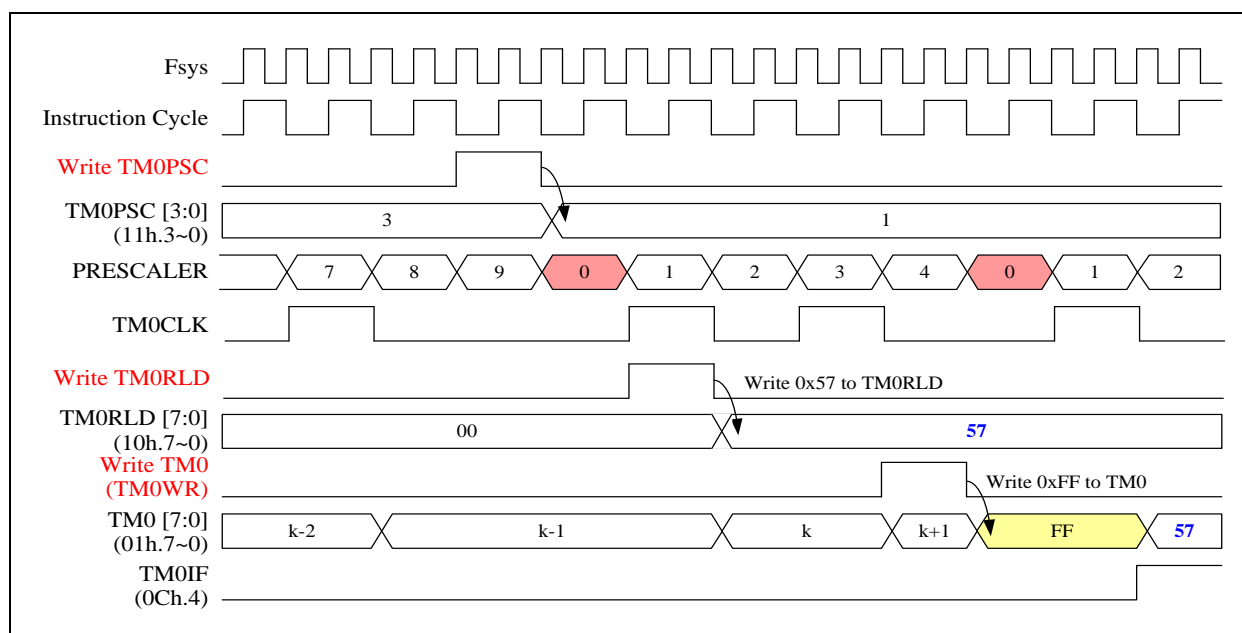 Fsys
Instruction Cycle
Write TM0PSC
TM0PSC [3:0]
(11h.3~0)
3
1
PRESCALER
7
8
9
0
1
2
3
4
0
1
2
TM0CLK
Write TM0RLD
Write 0x57 to TM0RLD
TM0RLD [7:0]
(10h.7~0)
00
57
Write TM0
(TM0WR)
Write 0xFF to TM0
TM0 [7:0]
(01h.7~0)
k-2
k-1
k
k+1
FF
57
TM0IF
(0Ch.4)